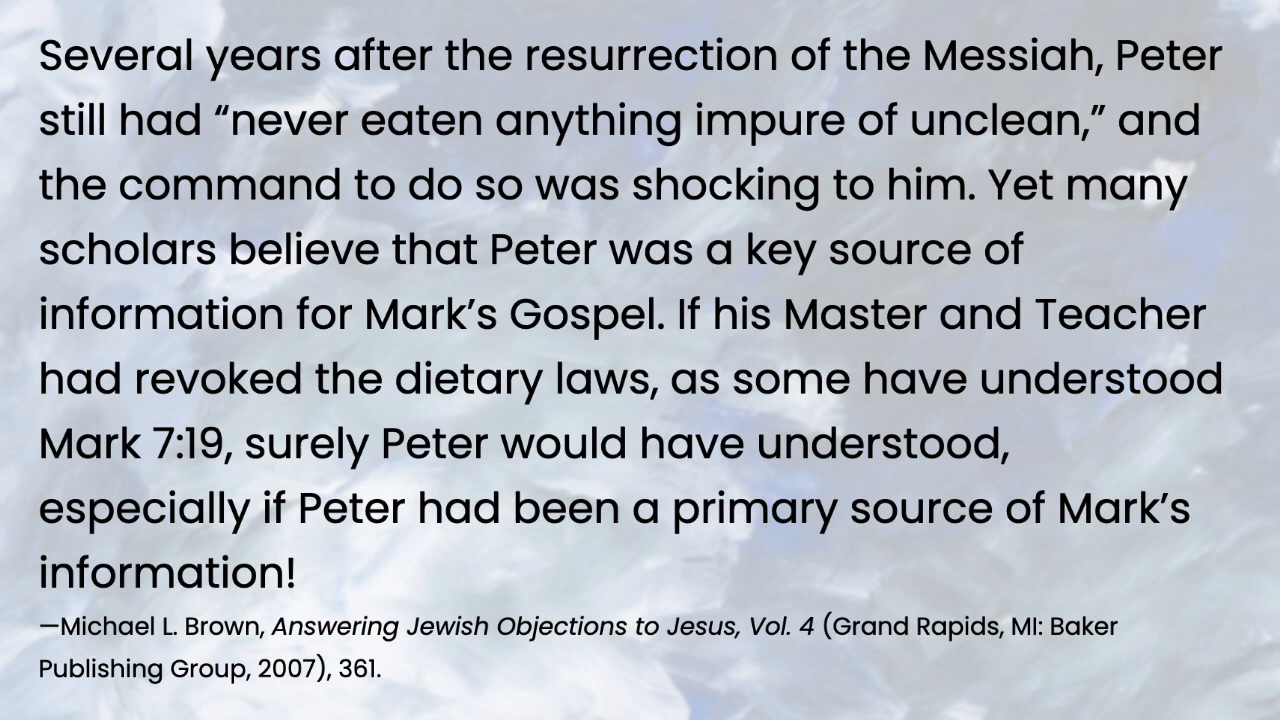 Several years after the resurrection of the Messiah, Peter
still had “never eaten anything impure of unclean,” and
the command to do so was shocking to him. Yet many
scholars believe that Peter was a key source of
information for Mark’s Gospel. If his Master and Teacher
had revoked the dietary laws, as some have understood
Mark 7:19, surely Peter would have understood,
especially if Peter had been a primary source of Mark’s
information!
—Michael L. Brown, Answering Jewish Objections to Jesus, Vol. 4 (Grand Rapids, MI: Baker
Publishing Group, 2007), 361.